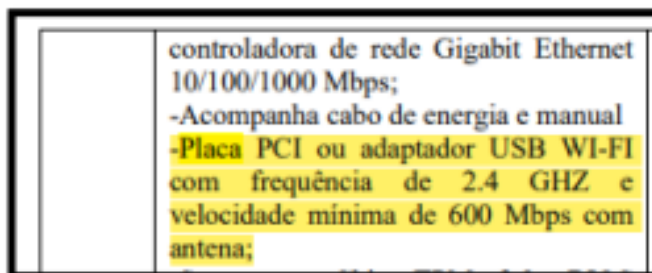 controladora de rede Gigabit Ethernet
10/100/1000 Mbps;
-Acompanha cabo de energia e manual
-Placa PCI ou adaptador USB WI-FI
com frequência de 2.4 GHZ e
velocidade mínima de 600 Mbps com
antena;